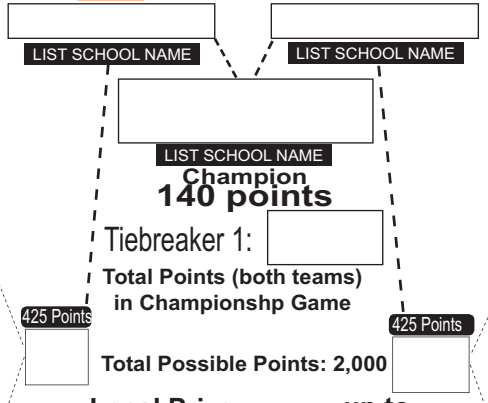 LIST SCHOOL NAME
LIST SCHOOL NAME
LIST SCHOOL NAME
Champion
140 points
Tiebreaker 1:
Total Points (both teams)
in Championshp Game
425 Points
425 Points
Total Possible Points: 2,000